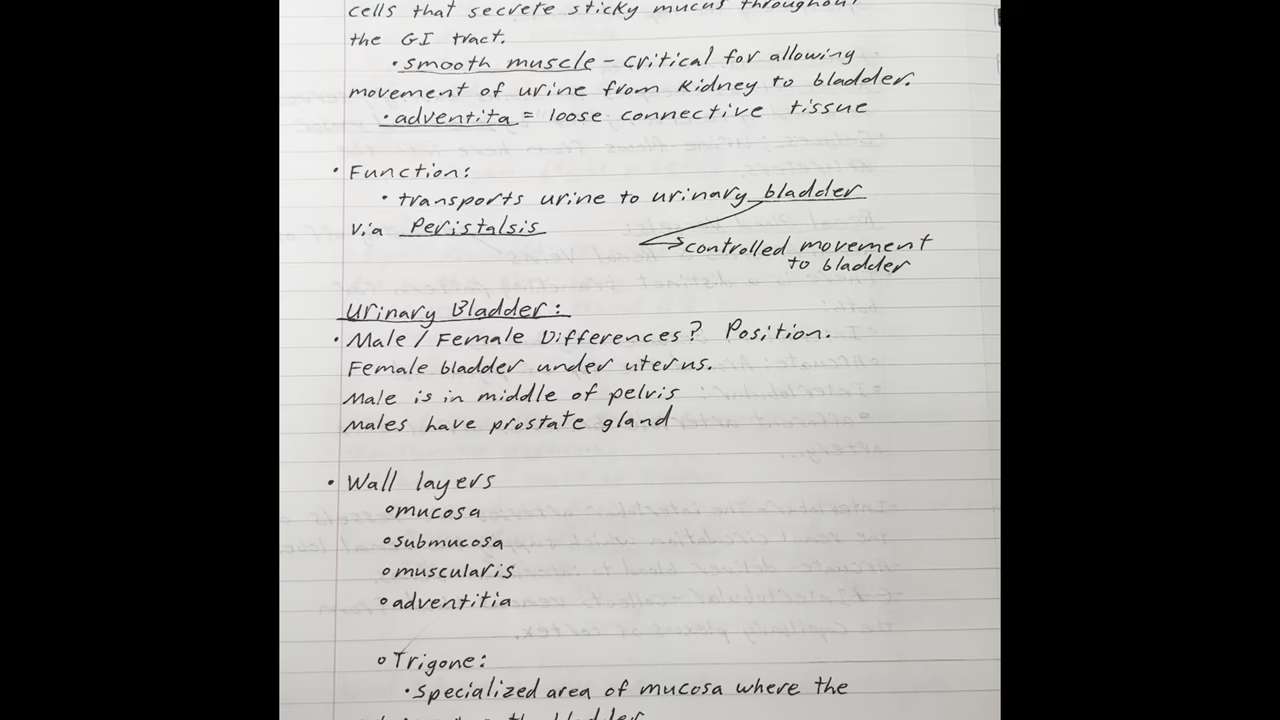 cells that secrete sticky mucus throughout
the GI tract.
• smooth muscle – critical for allowing
movement of urine from kidney to bladder.
• adventita = loose connective tissue
• Function:
• transports urine to urinary bladder
via Peristalsis
controlled movement
to bladder
Urinary Bladder:
• Male / Female Differences? Position.
Female bladder under uterus.
Male is in middle of pelvis
Males have prostate gland
• Wall layers
° mucosa
° submucosa
° muscularis
° adventitia
° Trigone:
• specialized area of mucosa where the
bladder